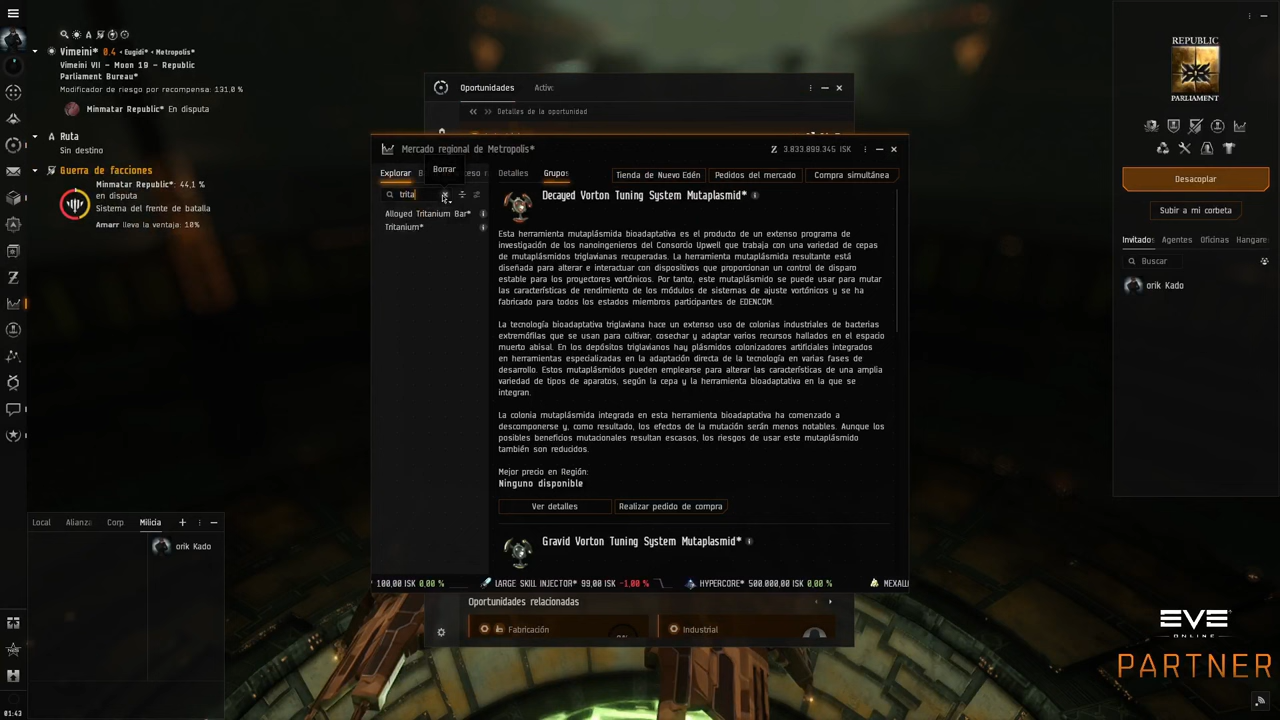 Vimeini* 0.4 ‹ Eugidi* ‹ Metropolis*
Vimeini VII - Moon 19 - Republic
Parliament Bureau*
Modificador de riesgo por recompensa: 131.0 %
Minmatar Republic* En disputa
Ruta
Sin destino
Guerra de facciones
Minmatar Republic*: 44,1 %
en disputa
Sistema del frente de batalla
Amarr lleva la ventaja: 10%
Oportunidades
Detalles de la oportunidad
Mercado regional de Metropolis*
3.833.899.345 ISK
Borrar
Explorar
Detalles
Grupos
Tienda de Nuevo Edén
Pedidos del mercado
Compra simultánea
trita
Alloyed Tritanium Bar*
Tritanium*
Decayed Vorton Tuning System Mutaplasmid*
Esta herramienta mutaplásmida bioadaptativa es el producto de un extenso programa de
investigación de los nanoingenieros del Consorcio Upwell que trabaja con una variedad de cepas
de mutaplásmidos triglavianas recuperadas. La herramienta mutaplásmida resultante está
diseñada para alterar e interactuar con dispositivos que proporcionan un control de disparo
estable para los proyectores vortónicos. Por tanto, este mutaplásmido se puede usar para mutar
las características de rendimiento de los módulos de sistemas de ajuste vortónicos y se ha
fabricado para todos los estados miembros participantes de EDENCOM.
La tecnología bioadaptativa triglaviana hace un extenso uso de colonias industriales de bacterias
extremófilas que se usan para cultivar, cosechar y adaptar varios recursos hallados en el espacio
muerto abisal. En los depósitos triglavianos hay plásmidos colonizadores artificiales integrados
en herramientas especializadas en la adaptación directa de la tecnología en varias fases de
desarrollo. Estos mutaplásmidos pueden emplearse para alterar las características de una amplia
variedad de tipos de aparatos, según la cepa y la herramienta bioadaptativa en la que se
integran.
La colonia mutaplásmida integrada en esta herramienta bioadaptativa ha comenzado a
descomponerse y, como resultado, los efectos de la mutación serán menos notables. Aunque los
posibles beneficios mutacionales resultan escasos, los riesgos de usar este mutaplásmido
también son reducidos.
Mejor precio en Región:
Ninguno disponible
Ver detalles
Realizar pedido de compra
Gravid Vorton Tuning System Mutaplasmid*
100,00 ISK 0,00 %
LARGE SKILL INJECTOR* 99,00 ISK -1,00 %
HYPERCORE* 500.000,00 ISK 0,00 %
MEXALL
Oportunidades relacionadas
Fabricación
Industrial
REPUBLIC
PARLIAMENT
Desacoplar
Subir a mi corbeta
Invitados
Agentes
Oficinas
Hangare
Buscar
orik Kado
Local
Alianza
Corp
Milicia
orik Kado
01:43
EVE
ONLINE
PARTNER